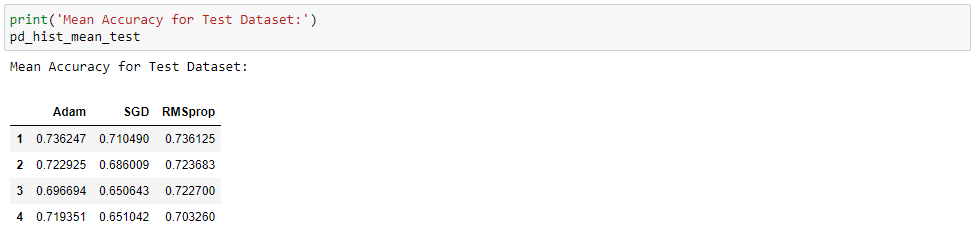 print('Mean Accuracy for Test Dataset:')
pd_hist_mean_test
Mean Accuracy for Test Dataset:
Adam SGD RMSprop
1 0.736247 0.710490 0.736125
2 0.722925 0.686009 0.723683
3 0.696694 0.650643 0.722700
4 0.719351 0.651042 0.703260